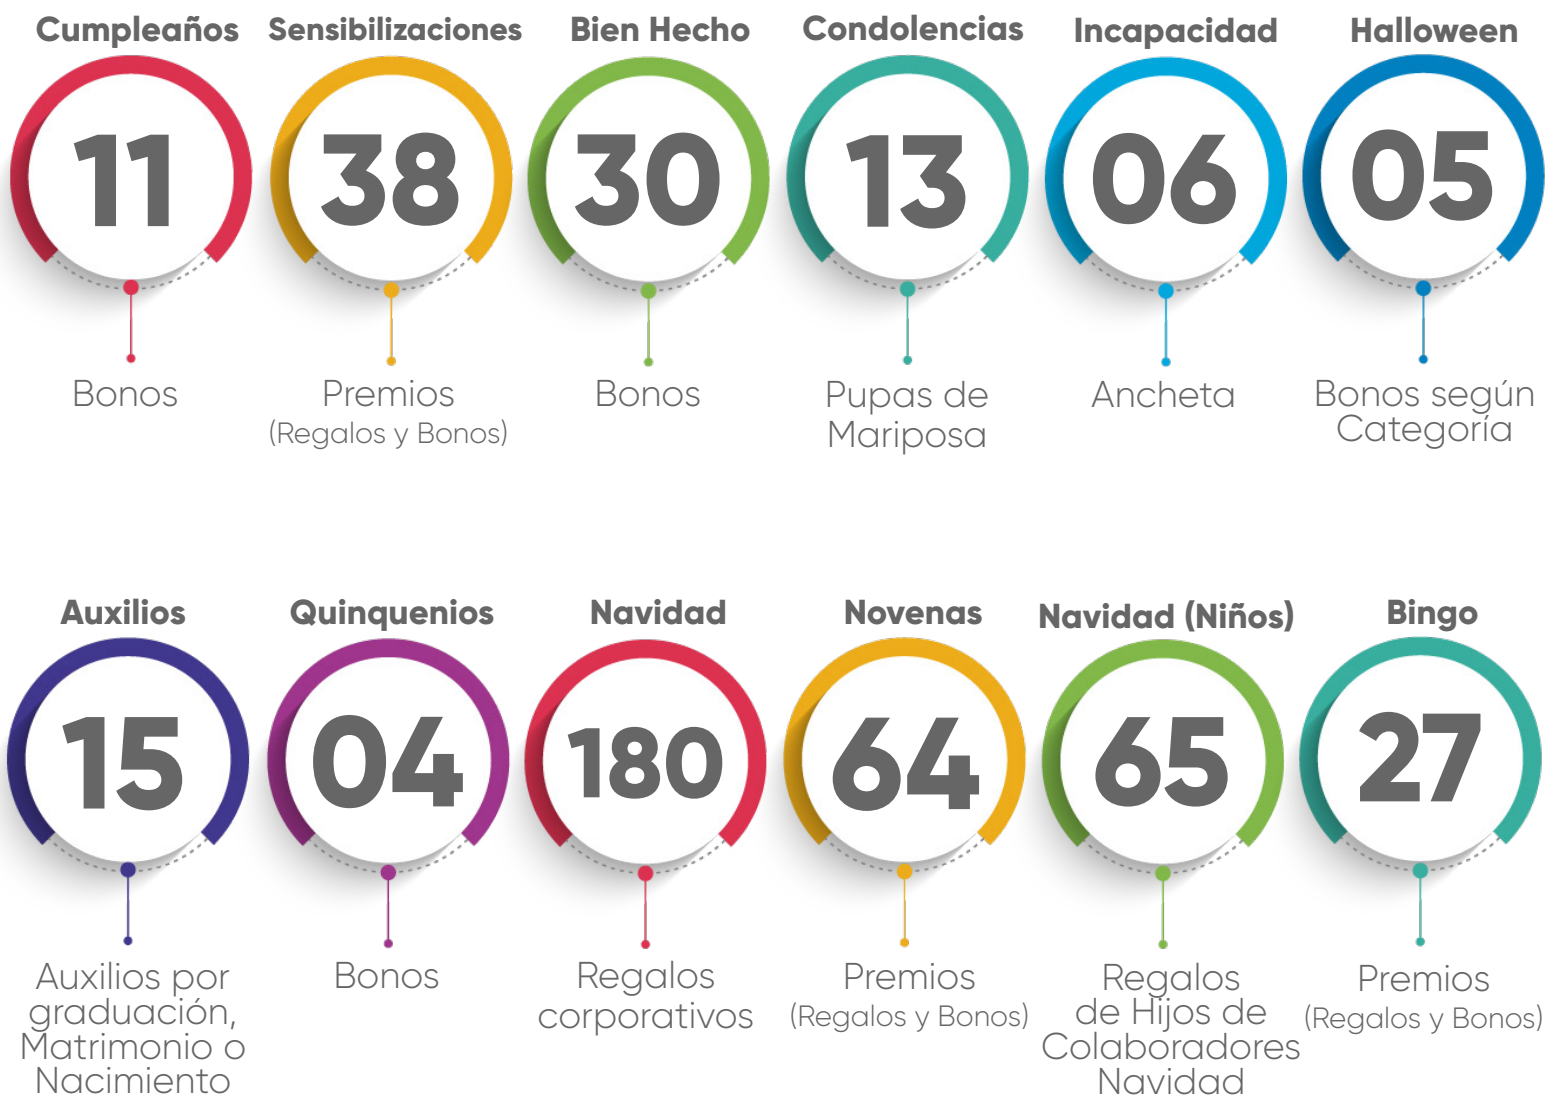 Cumpleaños
11
Bonos
Sensibilizaciones
38
Premios
(Regalos y Bonos)
Bien Hecho
30
Bonos
Condolencias
13
Pupas de
Mariposa
Incapacidad
06
Ancheta
Halloween
05
Bonos según
Categoría
Auxilios
15
Auxilios por
graduación,
Matrimonio o
Nacimiento
Quinquenios
04
Bonos
Navidad
180
Regalos
corporativos
Novenas
64
Premios
(Regalos y Bonos)
Navidad (Niños)
65
Regalos
de Hijos de
Colaboradores
Navidad
Bingo
27
Premios
(Regalos y Bonos)